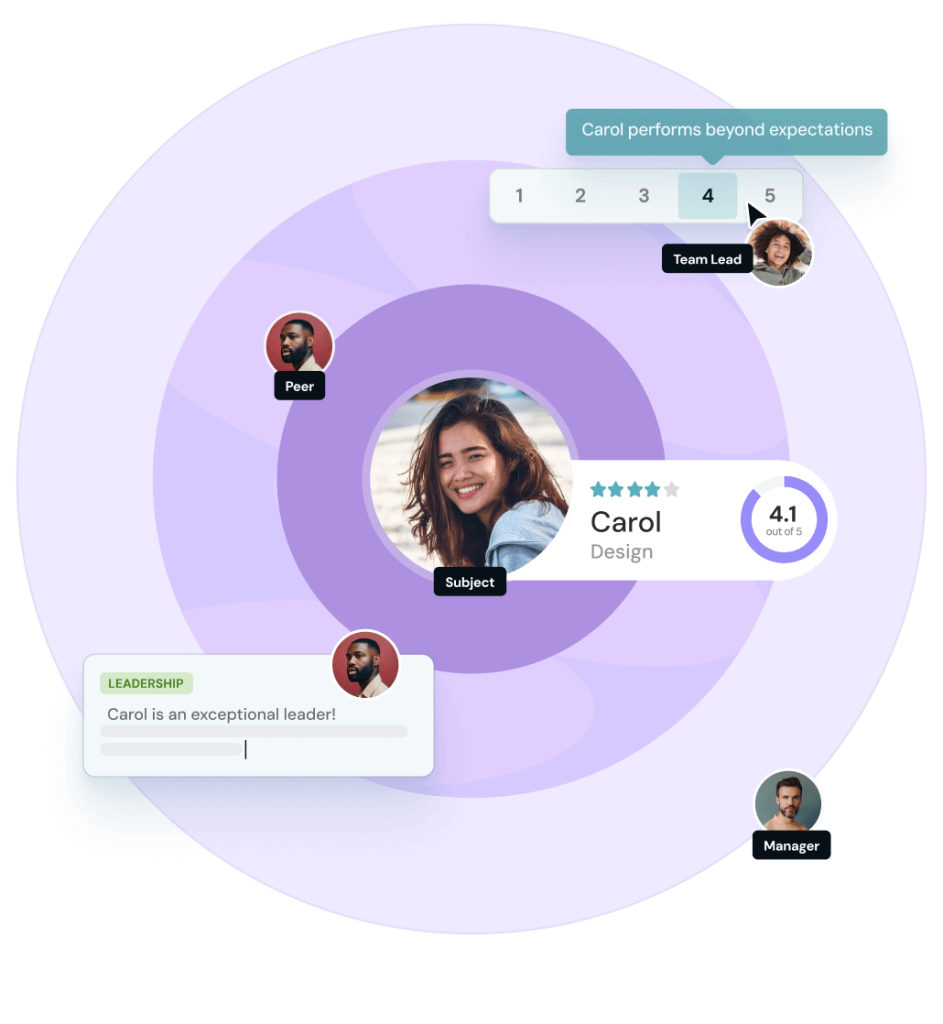 Carol performs beyond expectations
1 2 3 4 5
Team Lead
Peer
Carol
Design
4.1
out of 5
Subject
LEADERSHIP
Carol is an exceptional leader!
Manager